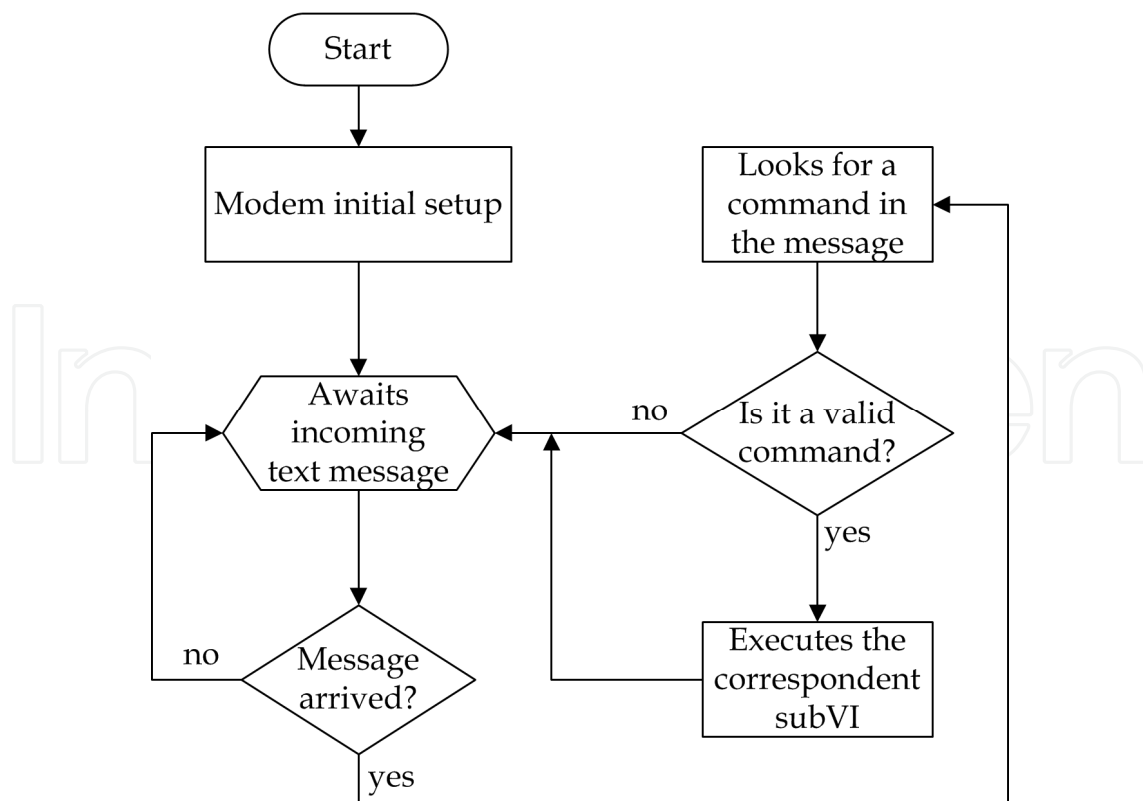 Start
Modem initial setup
Awaits
incoming
text message
Message
arrived?
no
yes
Looks for a
command in
the message
Is it a valid
command?
no
yes
Executes the
correspondent
subVI